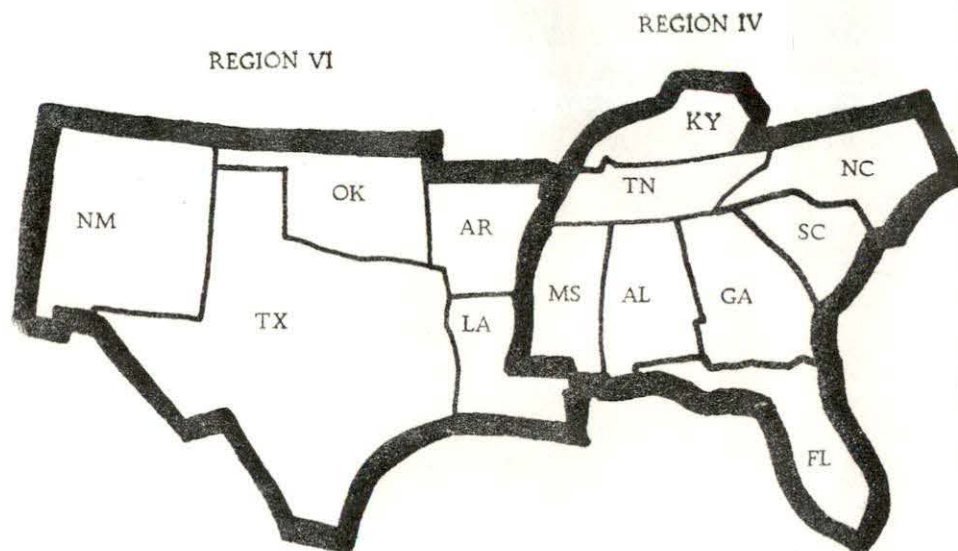 REGION IV
REGION VI
KY
TN
NC
OK
NM
AR
SC
MS
AL
GA
TX
LA
FL